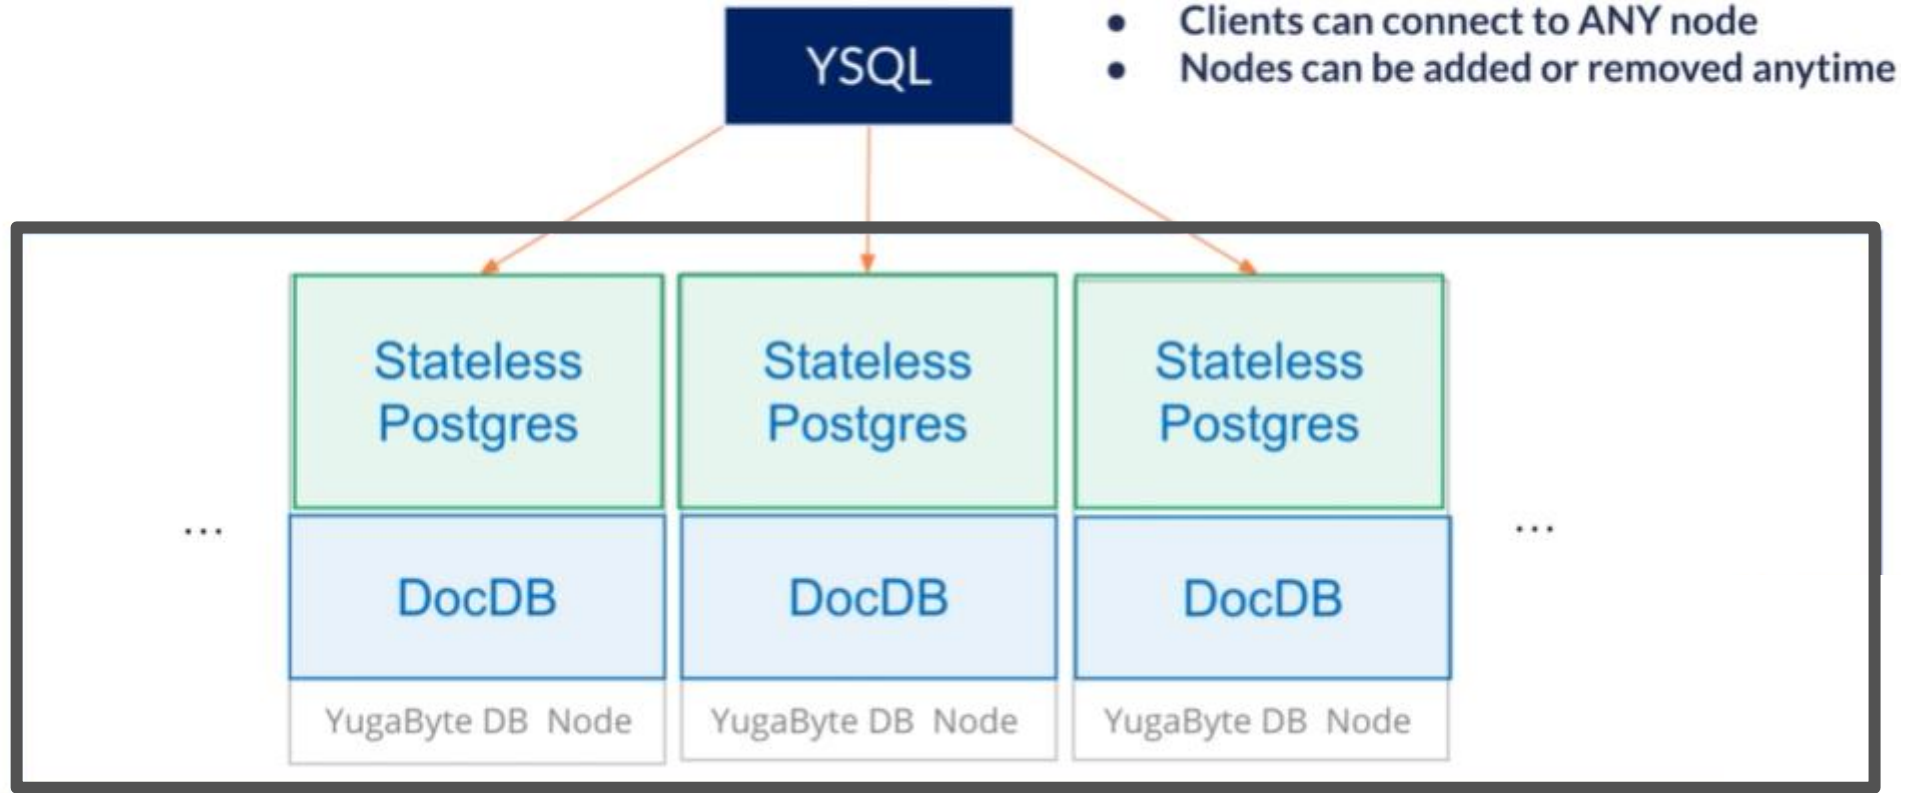 YSQL
● Clients can connect to ANY node
● Nodes can be added or removed anytime
Stateless
Postgres
Stateless
Postgres
Stateless
Postgres
...
...
DocDB
DocDB
DocDB
YugaByte DB Node
YugaByte DB Node
YugaByte DB Node